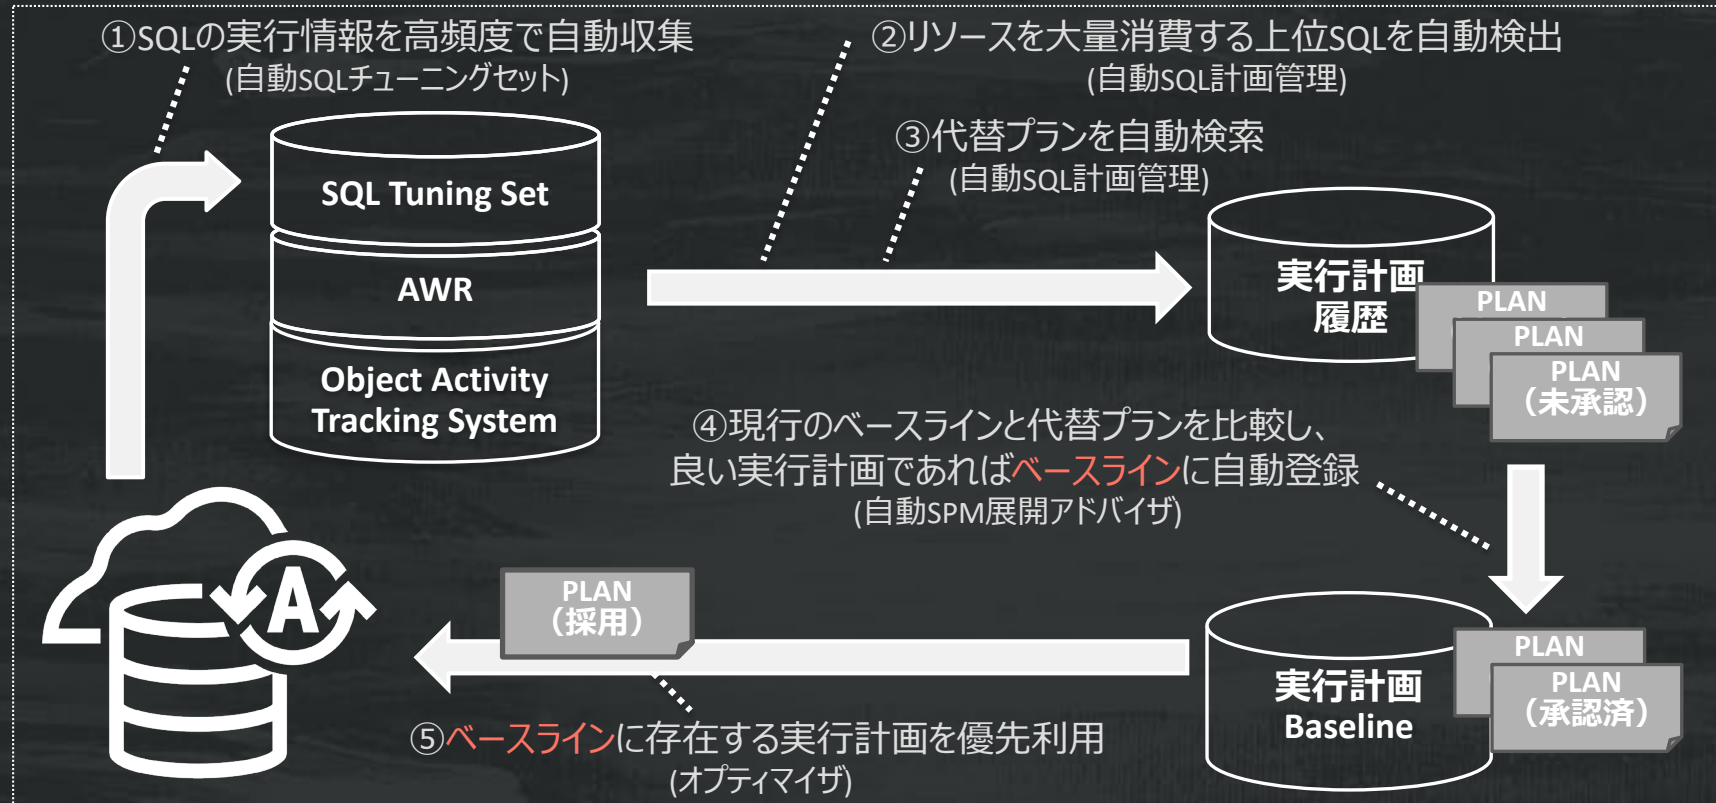 ①SQLの実行情報を高頻度で自動収集
(自動SQLチューニングセット)
②リソースを大量消費する上位SQLを自動検出
(自動SQL計画管理)
③代替プランを自動検索
(自動SQL計画管理)
SQL Tuning Set
AWR
Object Activity
Tracking System
実行計画
履歴
PLAN
PLAN
PLAN
（未承認）
④現行のベースラインと代替プランを比較し、
良い実行計画であればベースラインに自動登録
(自動SPM展開アドバイザ)
A
PLAN
（採用）
実行計画
Baseline
PLAN
PLAN
（承認済）
⑤ベースラインに存在する実行計画を優先利用
(オプティマイザ)